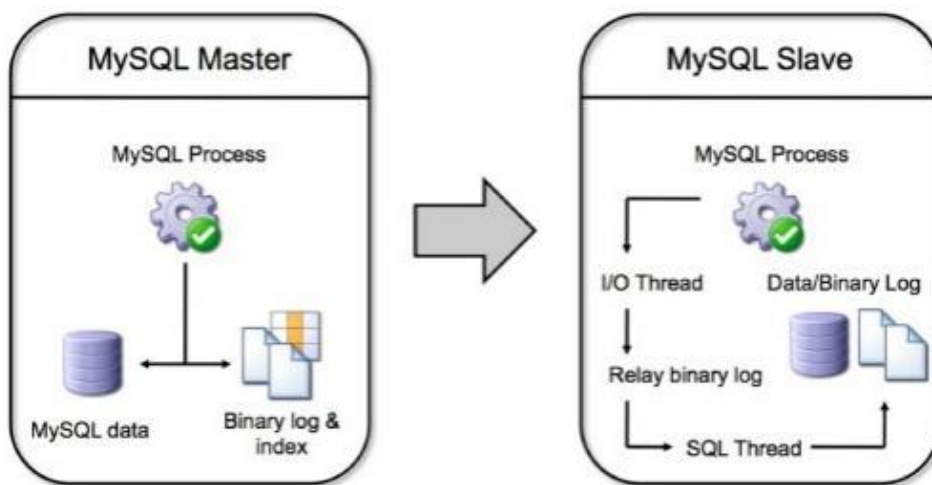 MySQL Master
MySQL Process
MySQL data
Binary log &
index
MySQL Slave
MySQL Process
I/O Thread
Data/Binary Log
Relay binary log
SQL Thread